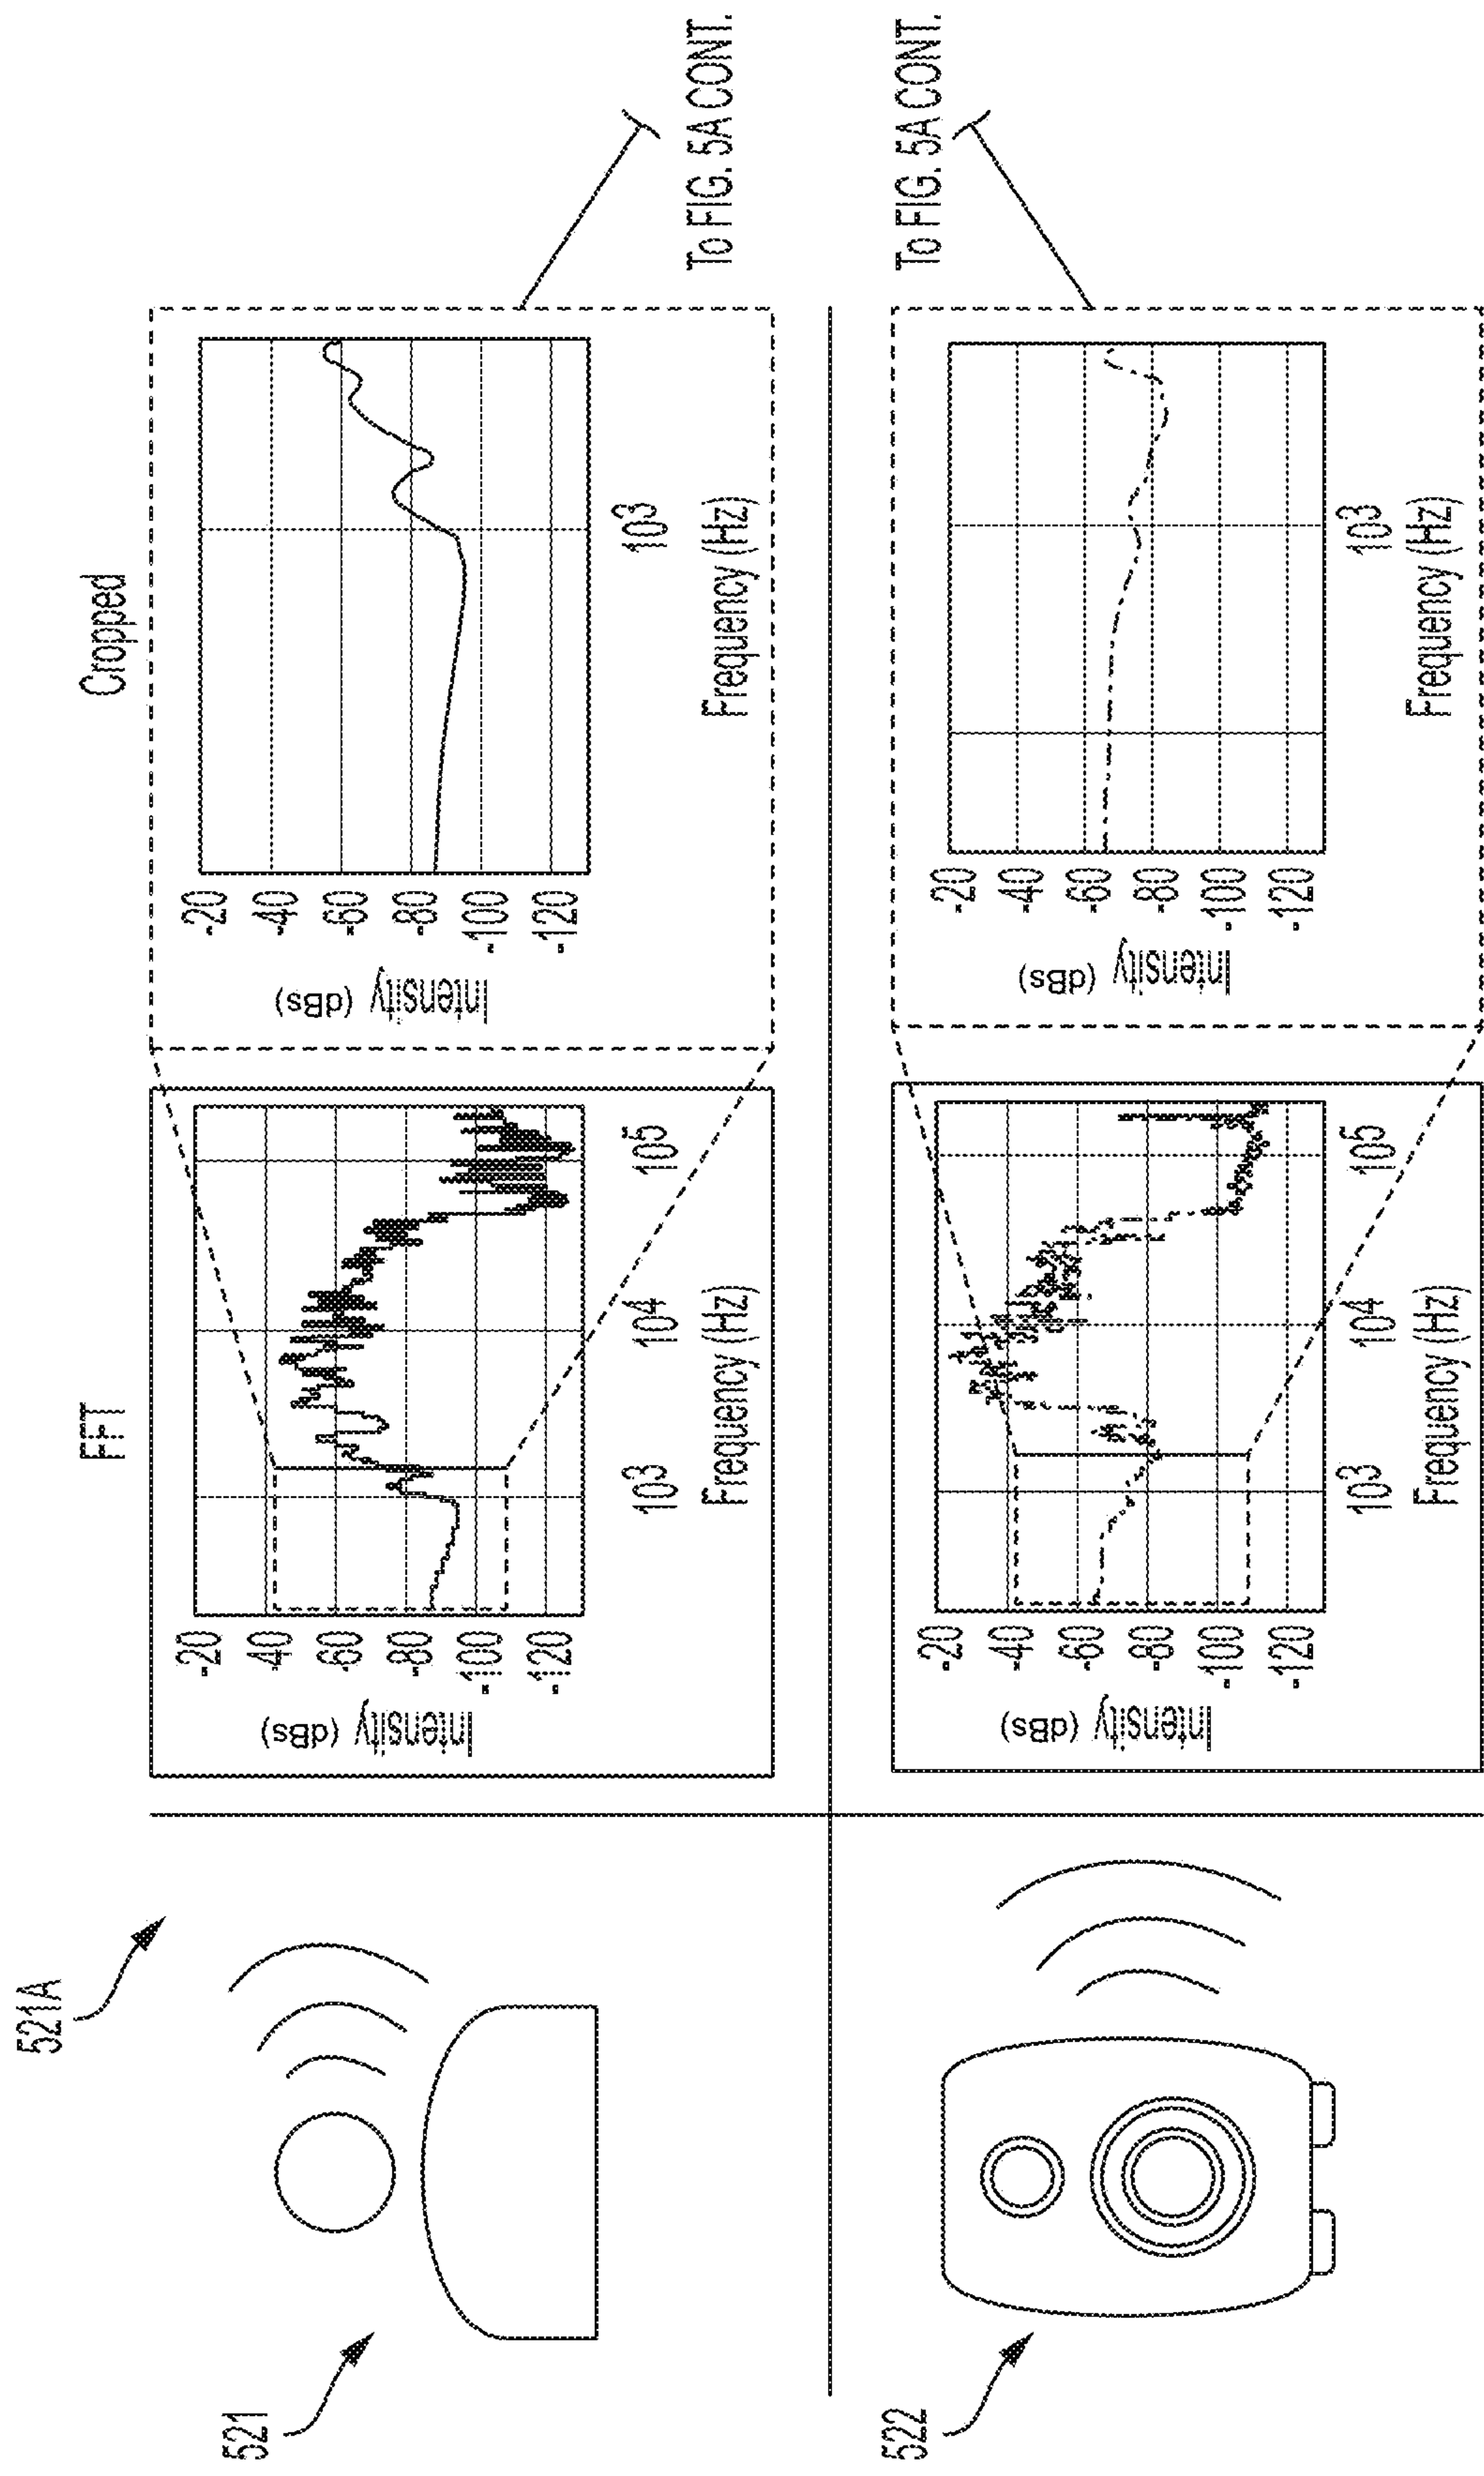 521A
FFT
Cropped
521
Intensity (dBs)
-20
-40
-60
-80
-100
-120
10³
10⁴
10⁵
Frequency (Hz)
Intensity (dBs)
-20
-40
-60
-80
-100
-120
10³
Frequency (Hz)
To FIG. 5A CONT.
522
Intensity (dBs)
-20
-40
-60
-80
-100
-120
10³
10⁴
10⁵
Frequency (Hz)
Intensity (dBs)
-20
-40
-60
-80
-100
-120
10³
Frequency (Hz)
To FIG. 5A CONT.